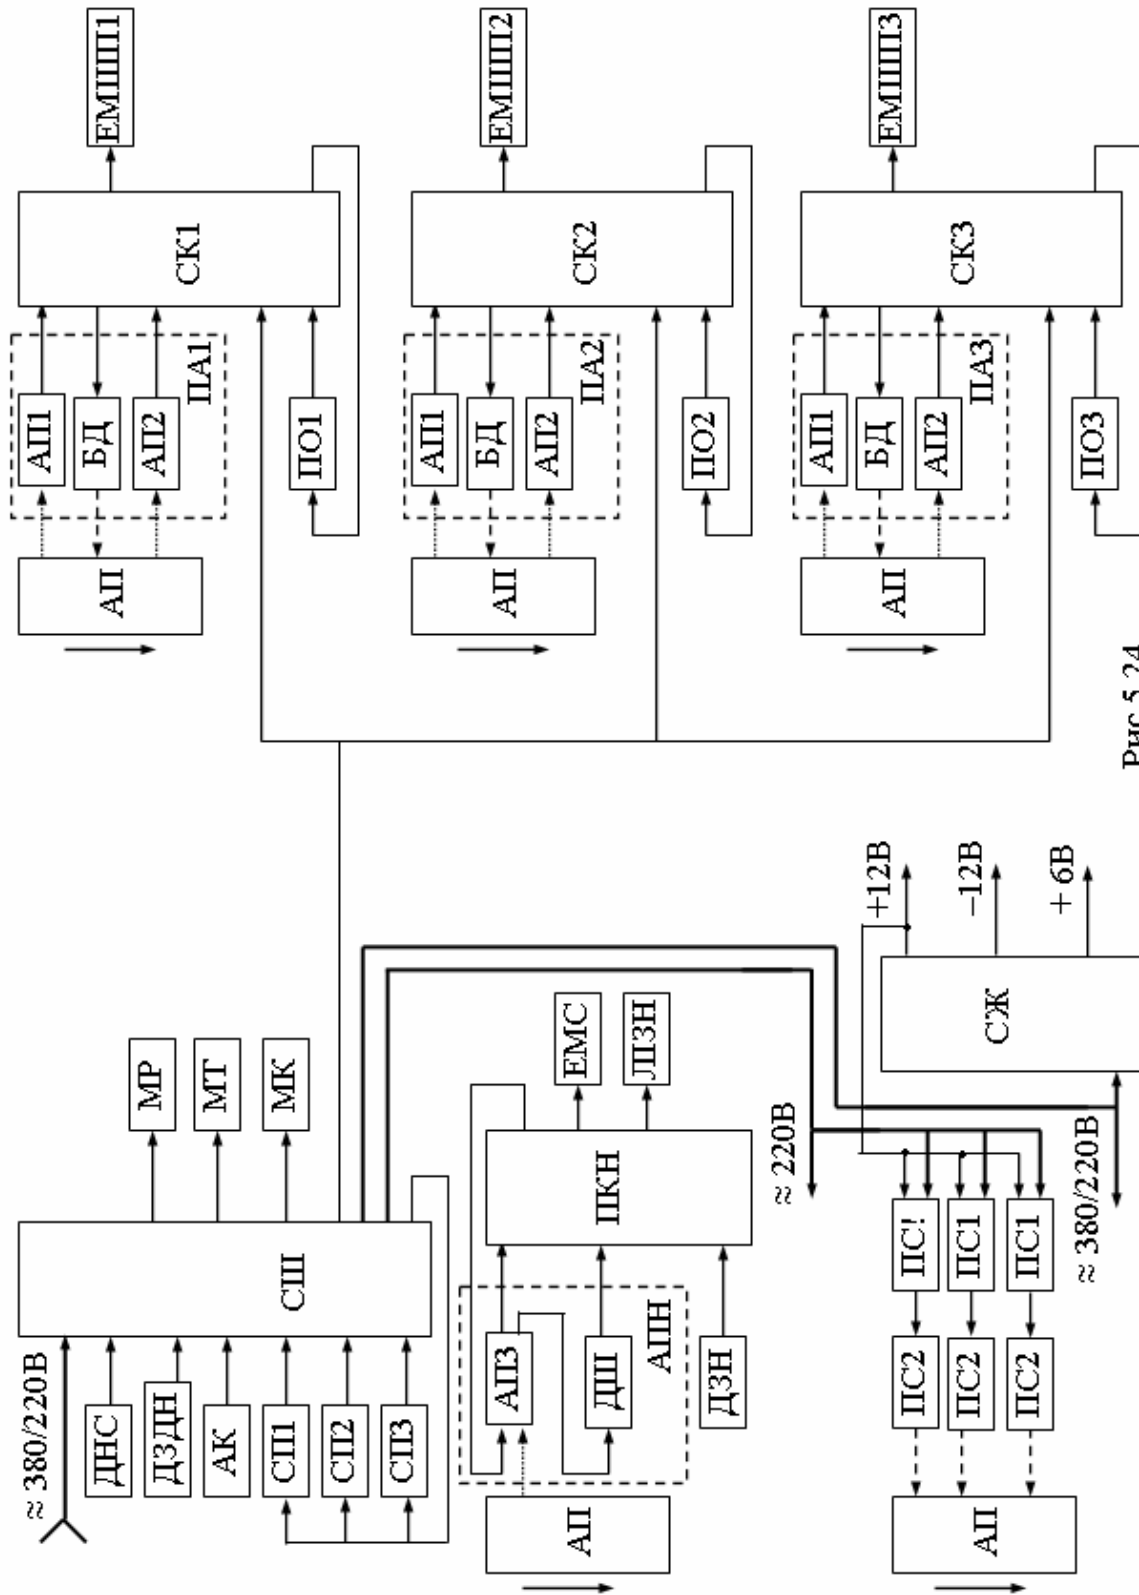 ≈ 380/220В
ДНС
ДЗДН
АК
СП1
СП2
СП3
СШ
МР
МТ
МК
АП
АП1
БД
АП2
ПА1
ПО1
СК1
ЕМШП1
АП
АПЗ
ДШ
АПН
ДЗН
ПКН
ЕМС
ЛЗН
АП
АП1
БД
АП2
ПА2
ПО2
СК2
ЕМШП2
≈ 220В
АП
ПС2
ПС2
ПС2
ПС!
ПС1
ПС1
≈ 380/220В
СЖ
+12В
−12В
+ 6В
АП
АП1
БД
АП2
ПА3
ПО3
СК3
ЕМШП3
Рис 5.24